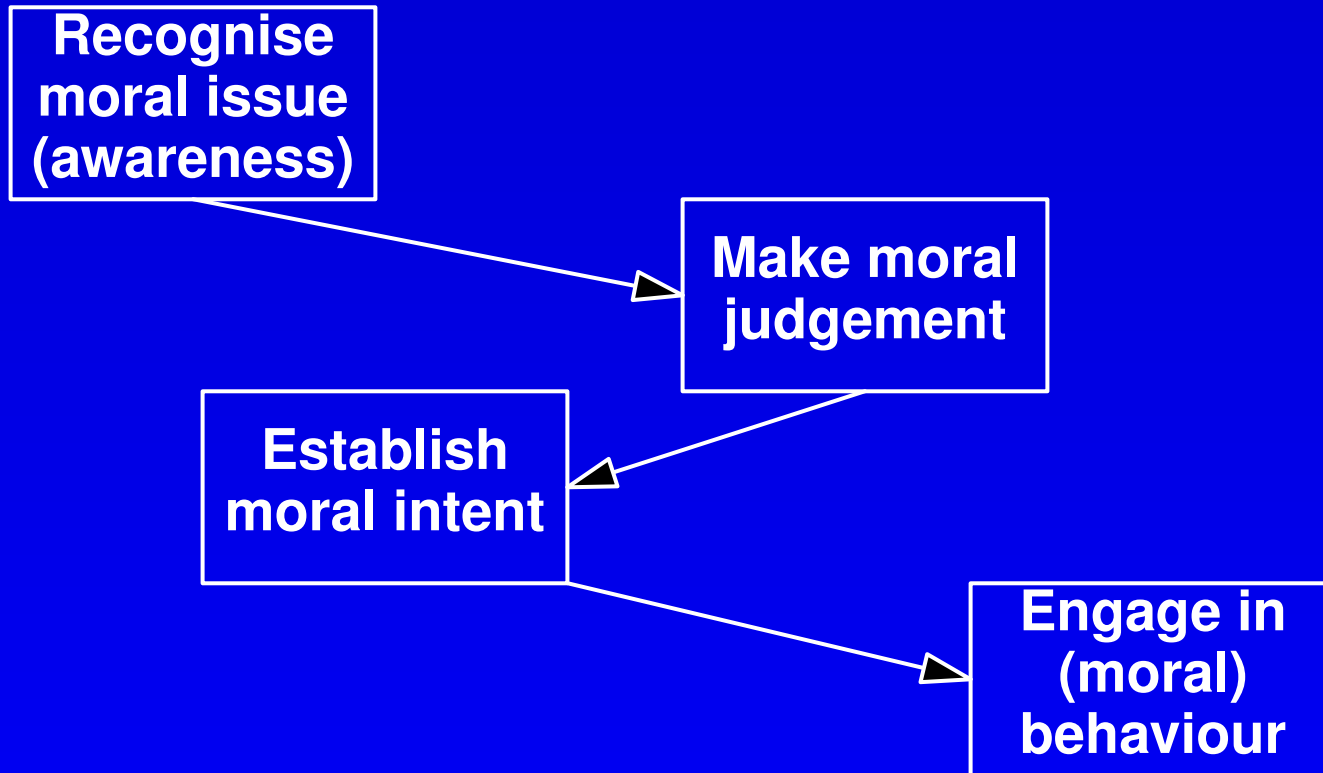 Recognise
moral issue
(awareness)
Make moral
judgement
Establish
moral intent
Engage in
(moral)
behaviour